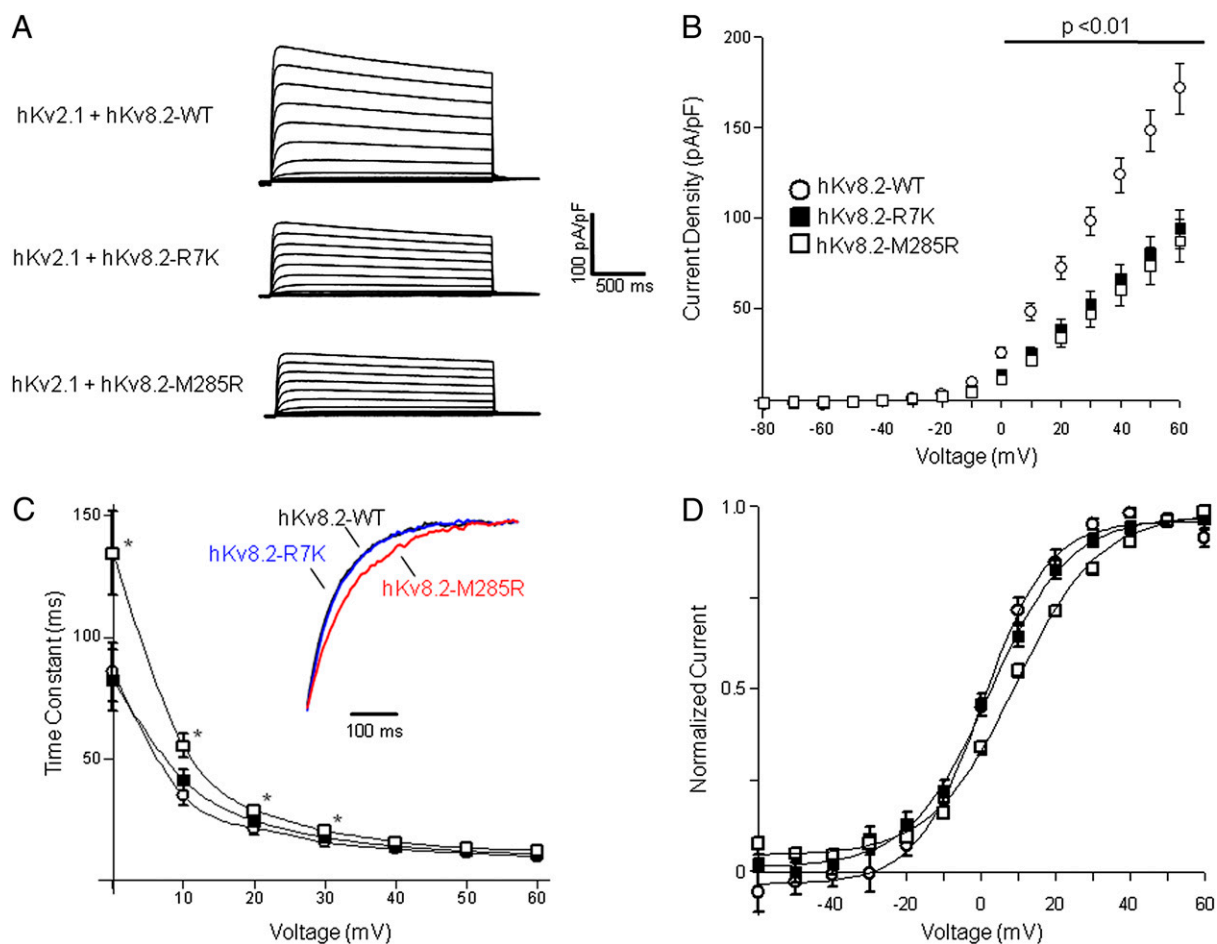 A
hKv2.1 + hKv8.2-WT
hKv2.1 + hKv8.2-R7K
hKv2.1 + hKv8.2-M285R
100 pA/pF
500 ms
B
p <0.01
Current Density (pA/pF)
200
150
100
50
hKv8.2-WT
hKv8.2-R7K
hKv8.2-M285R
-80 -60 -40 -20 0 20 40 60
Voltage (mV)
C
Time Constant (ms)
150
100
50
* * * *
hKv8.2-WT
hKv8.2-R7K
hKv8.2-M285R
100 ms
10 20 30 40 50 60
Voltage (mV)
D
Normalized Current
1.0
0.5
0
-40 -20 0 20 40 60
Voltage (mV)